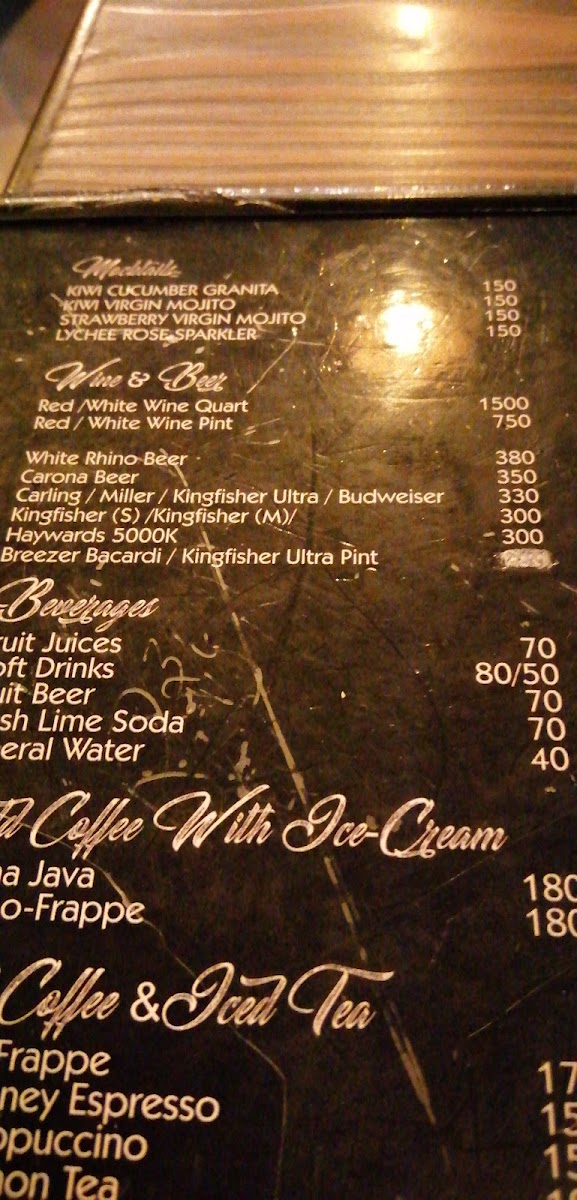 Mocktails
KIWI CUCUMBER GRANITA 150
KIWI VIRGIN MOJITO 150
STRAWBERRY VIRGIN MOJITO 150
LYCHEE ROSE SPARKLER 150
Wine & Beer
Red /White Wine Quart 1500
Red / White Wine Pint 750
White Rhino Beer 380
Carona Beer 350
Carling / Miller / Kingfisher Ultra / Budweiser 330
Kingfisher (S) /Kingfisher (M)/ 300
Haywards 5000K 300
Breezer Bacardi / Kingfisher Ultra Pint
Beverages
ruit Juices 70
oft Drinks 80/50
uit Beer 70
sh Lime Soda 70
eral Water 40
Coffee With Ice-Cream
a Java 180
o-Frappe 180
Coffee & Iced Tea
Frappe 17
ney Espresso 15
ppuccino 15
mon Tea